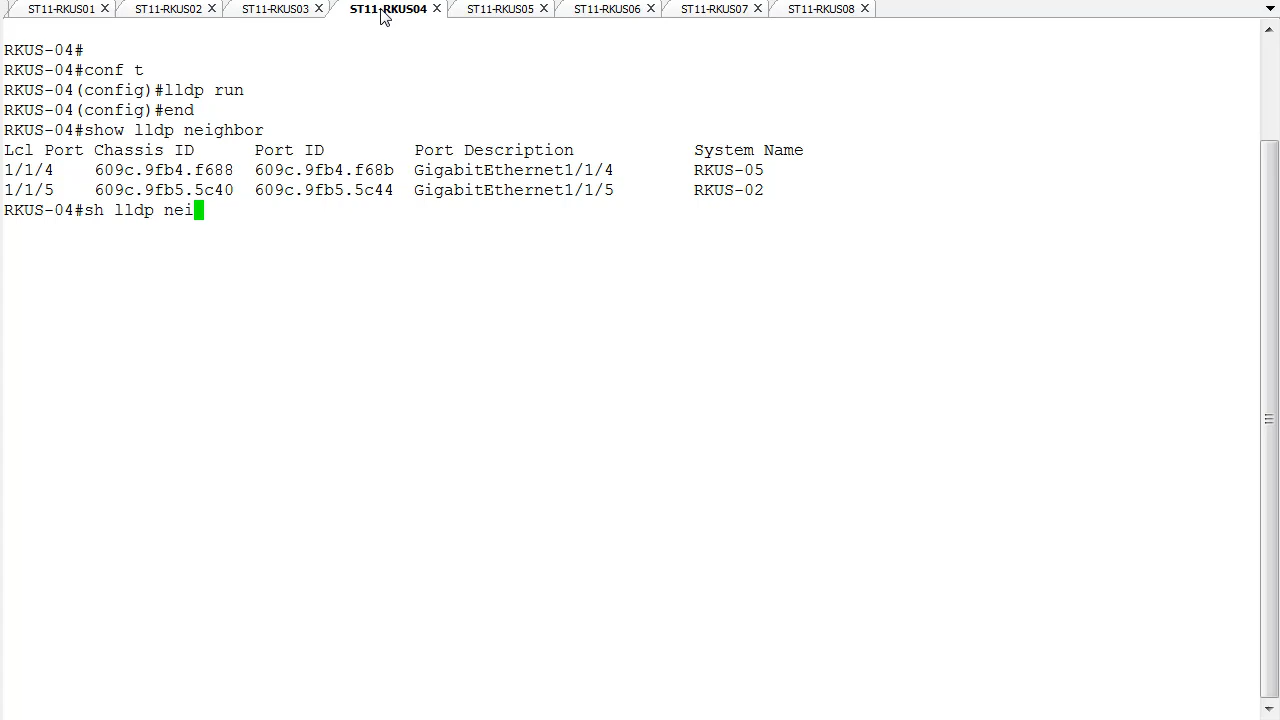 ST11-RKUS01 ST11-RKUS02 ST11-RKUS03 ST11-RKUS04 ST11-RKUS05 ST11-RKUS06 ST11-RKUS07 ST11-RKUS08
RKUS-04#
RKUS-04#conf t
RKUS-04(config)#lldp run
RKUS-04(config)#end
RKUS-04#show lldp neighbor
Lcl Port Chassis ID Port ID Port Description System Name
1/1/4 609c.9fb4.f688 609c.9fb4.f68b GigabitEthernet1/1/4 RKUS-05
1/1/5 609c.9fb5.5c40 609c.9fb5.5c44 GigabitEthernet1/1/5 RKUS-02
RKUS-04#sh lldp nei